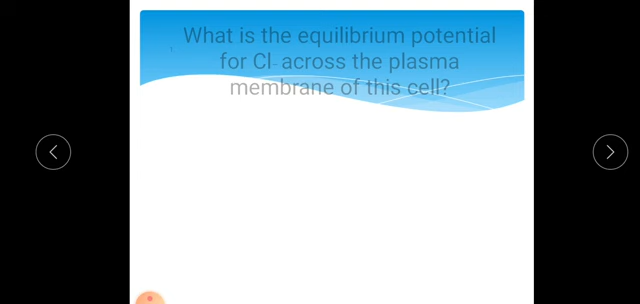 What is the equilibrium potential
for Cl- across the plasma
membrane of this cell?